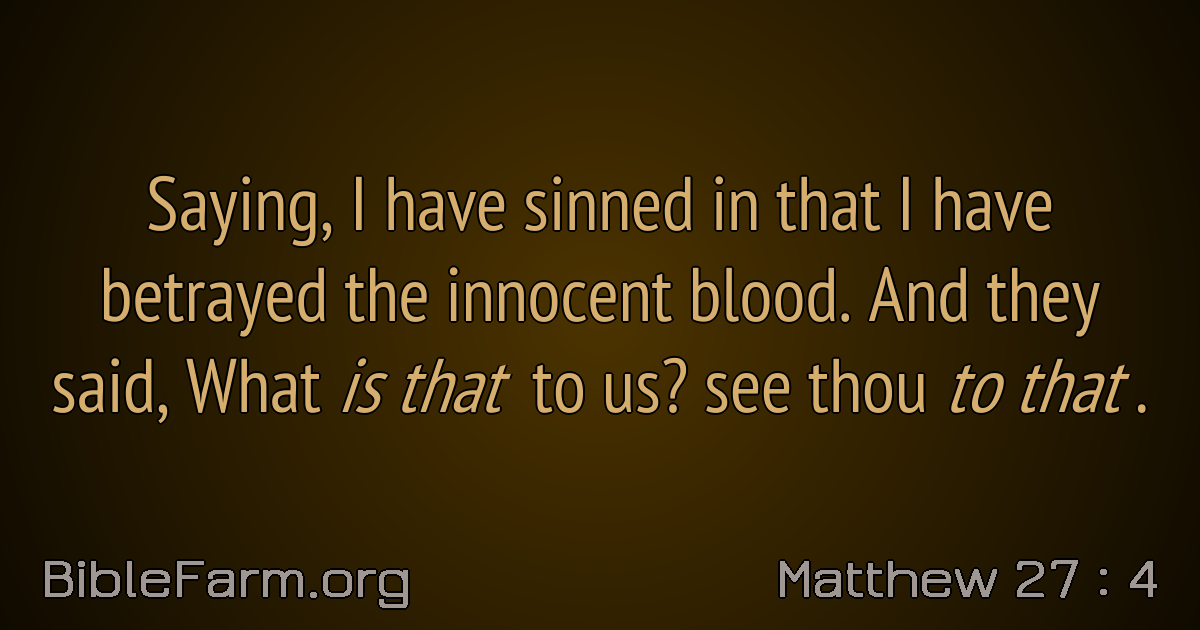 Saying, I have sinned in that I have
betrayed the innocent blood. And they
said, What is that to us? see thou to that .
BibleFarm.org
Matthew 27 : 4